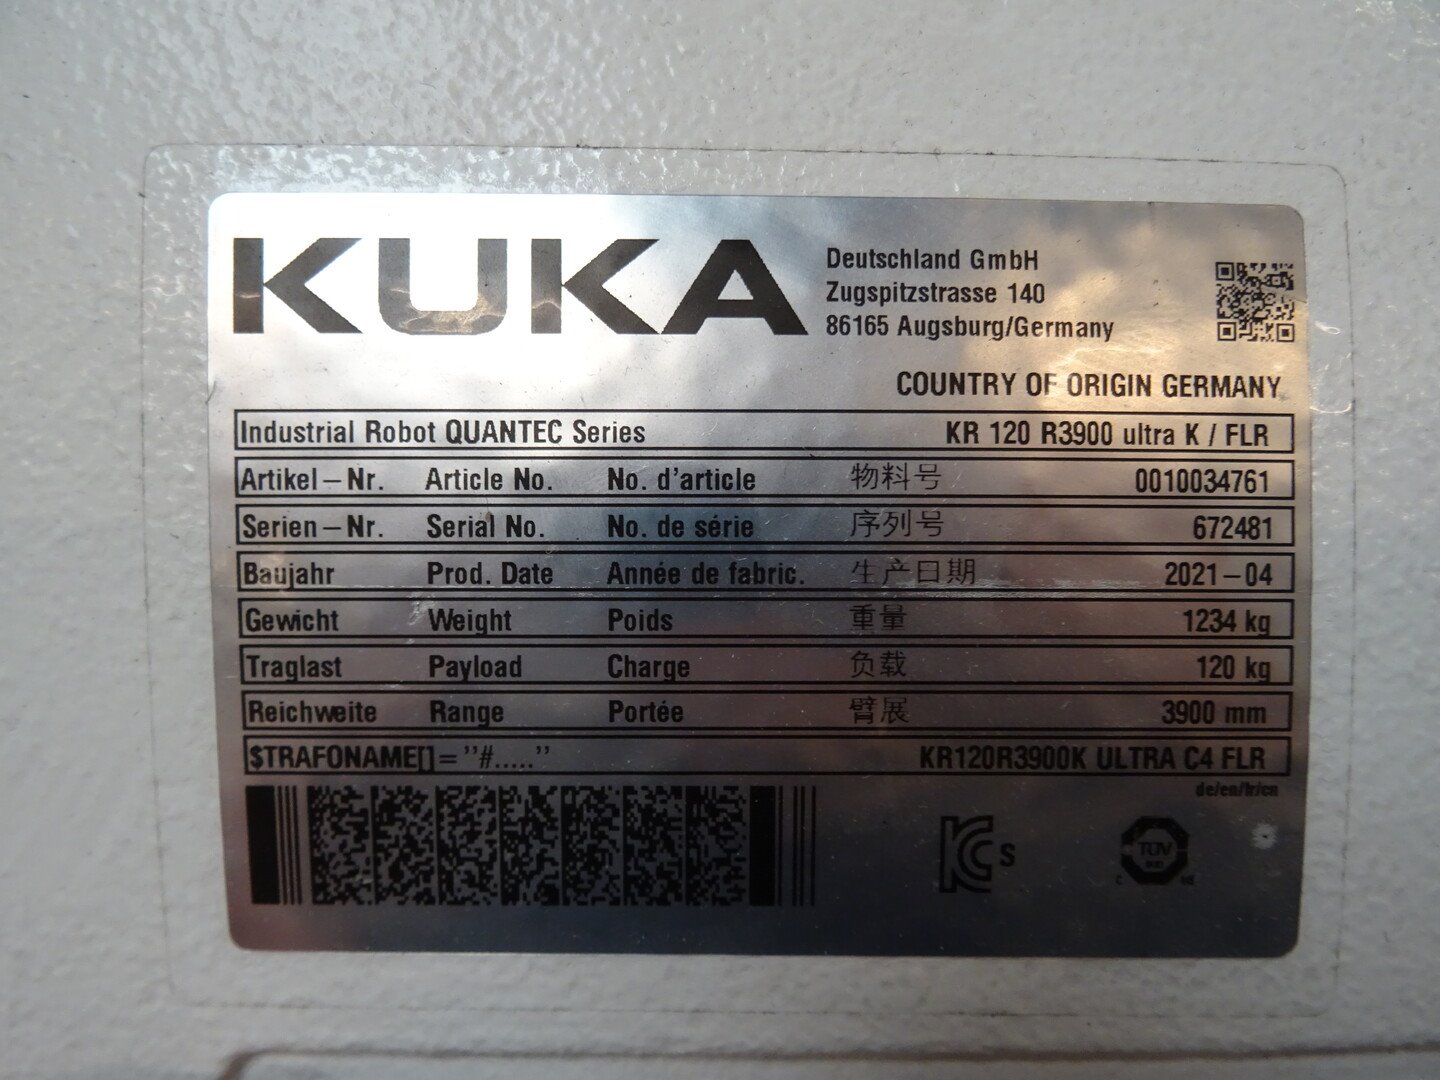 KUKA
Deutschland GmbH
Zugspitzstrasse 140
86165 Augsburg/Germany
COUNTRY OF ORIGIN GERMANY
Industrial Robot QUANTEC Series KR 120 R3900 ultra K / FLR
Artikel–Nr. Article No. No. d'article 物料号 0010034761
Serien–Nr. Serial No. No. de série 序列号 672481
Baujahr Prod. Date Année de fabric. 生产日期 2021–04
Gewicht Weight Poids 重量 1234 kg
Traglast Payload Charge 负载 120 kg
Reichweite Range Portée 臂展 3900 mm
$TRAFONAME[]="#....." KR120R3900K ULTRA C4 FLR
de/en/fr/cn
KC s
TÜV